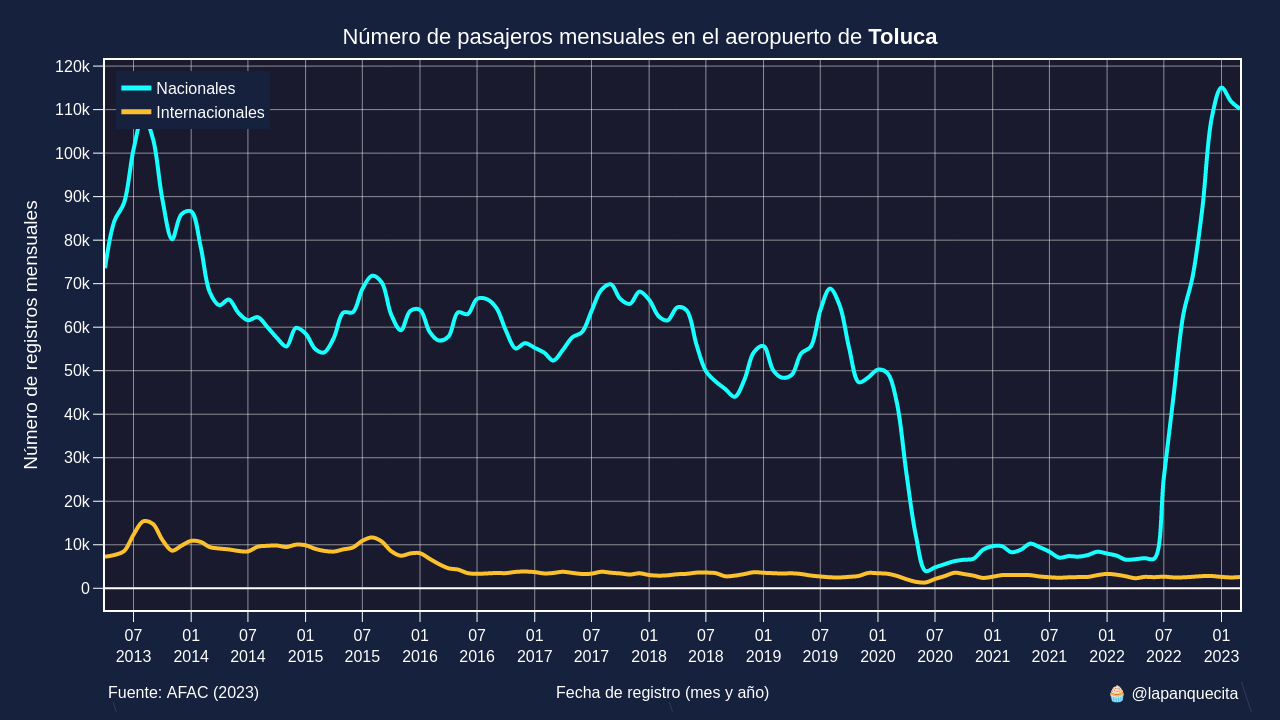 Número de pasajeros mensuales en el aeropuerto de Toluca
Nacionales
Internacionales
Número de registros mensuales
120k
110k
100k
90k
80k
70k
60k
50k
40k
30k
20k
10k
0
07 01 07 01 07 01 07 01 07 01 07 01 07 01 07 01 07 01 07 01
2013 2014 2014 2015 2015 2016 2016 2017 2017 2018 2018 2019 2019 2020 2020 2021 2021 2022 2022 2023
Fuente: AFAC (2023)
Fecha de registro (mes y año)
🧁 @lapanquecita